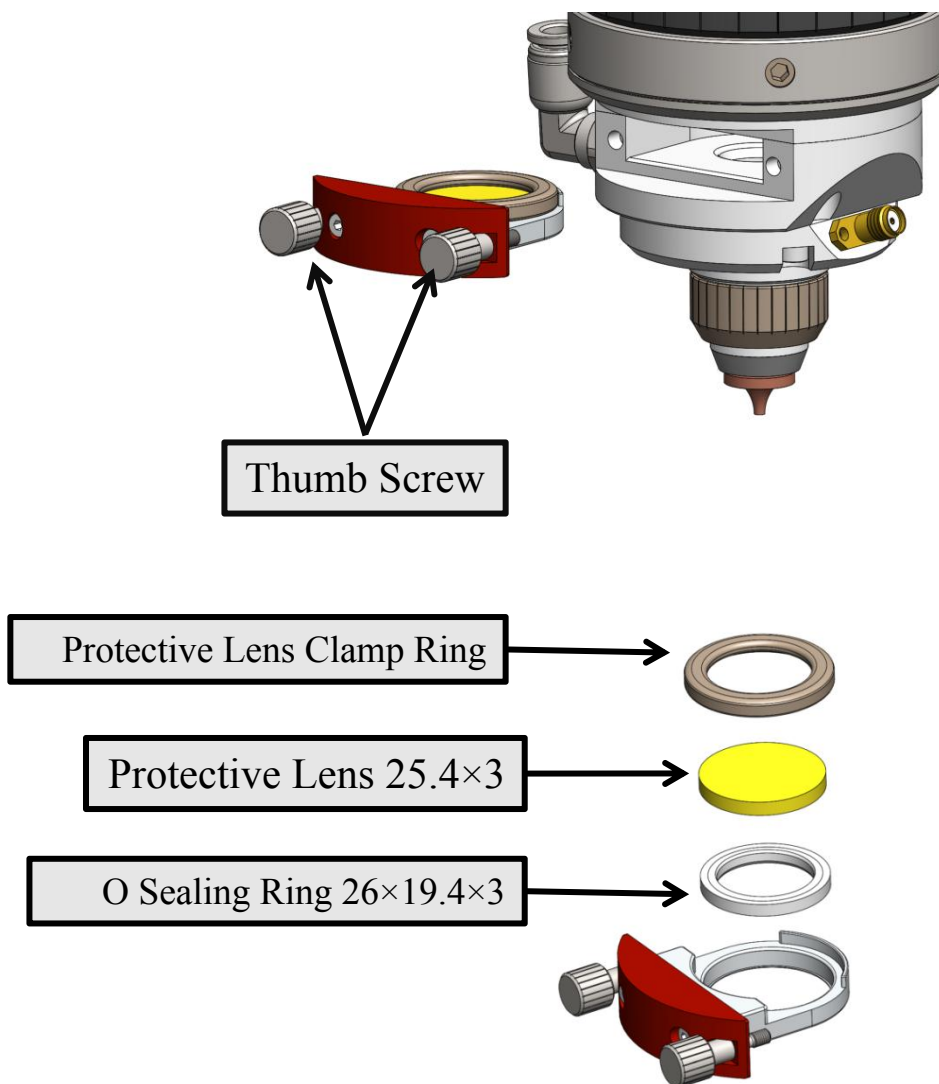 Thumb Screw
Protective Lens Clamp Ring
Protective Lens 25.4×3
O Sealing Ring 26×19.4×3